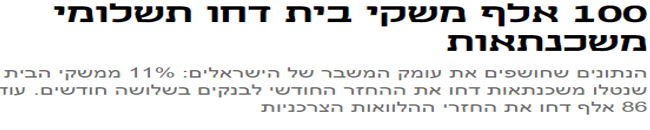 100 אלף משקי בית דחו תשלומי
משכנתאות
הנתונים שחושפים את עומק המשבר של הישראלים: 11% ממשקי הבית
שנטלו משכנתאות דחו את ההחזר החודשי לבנקים בשלושה חודשים. עוד
86 אלף דחו את החזרי ההלוואות הצרכניות